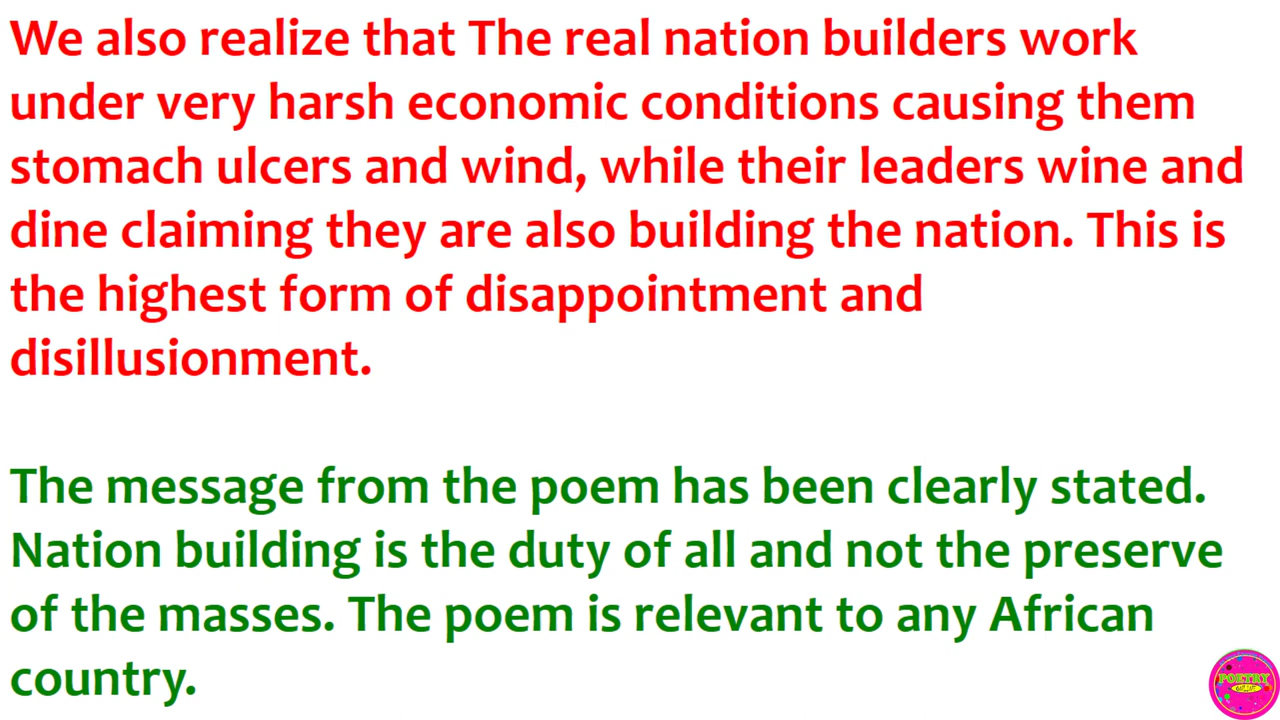 We also realize that The real nation builders work
under very harsh economic conditions causing them
stomach ulcers and wind, while their leaders wine and
dine claiming they are also building the nation. This is
the highest form of disappointment and
disillusionment.
The message from the poem has been clearly stated.
Nation building is the duty of all and not the preserve
of the masses. The poem is relevant to any African
country.
POETRY